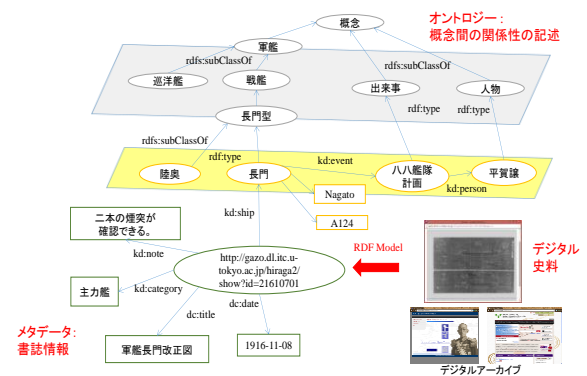 概念
オントロジー:
概念間の関係性の記述
軍艦
rdfs:subClassOf
rdfs:subClassOf
巡洋艦
戦艦
出来事
人物
rdf:type
rdf:type
長門型
rdfs:subClassOf
rdf:type
kd:event
陸奥
長門
八八艦隊
計画
平賀譲
kd:person
Nagato
A124
kd:ship
二本の煙突が
確認できる。
kd:note
http://gazo.dl.itc.u-
tokyo.ac.jp/hiraga2/
show?id=21610701
RDF Model
デジタル
史料
主力艦
kd:category
dc:title
dc:date
メタデータ:
書誌情報
軍艦長門改正図
1916-11-08
デジタルアーカイブ